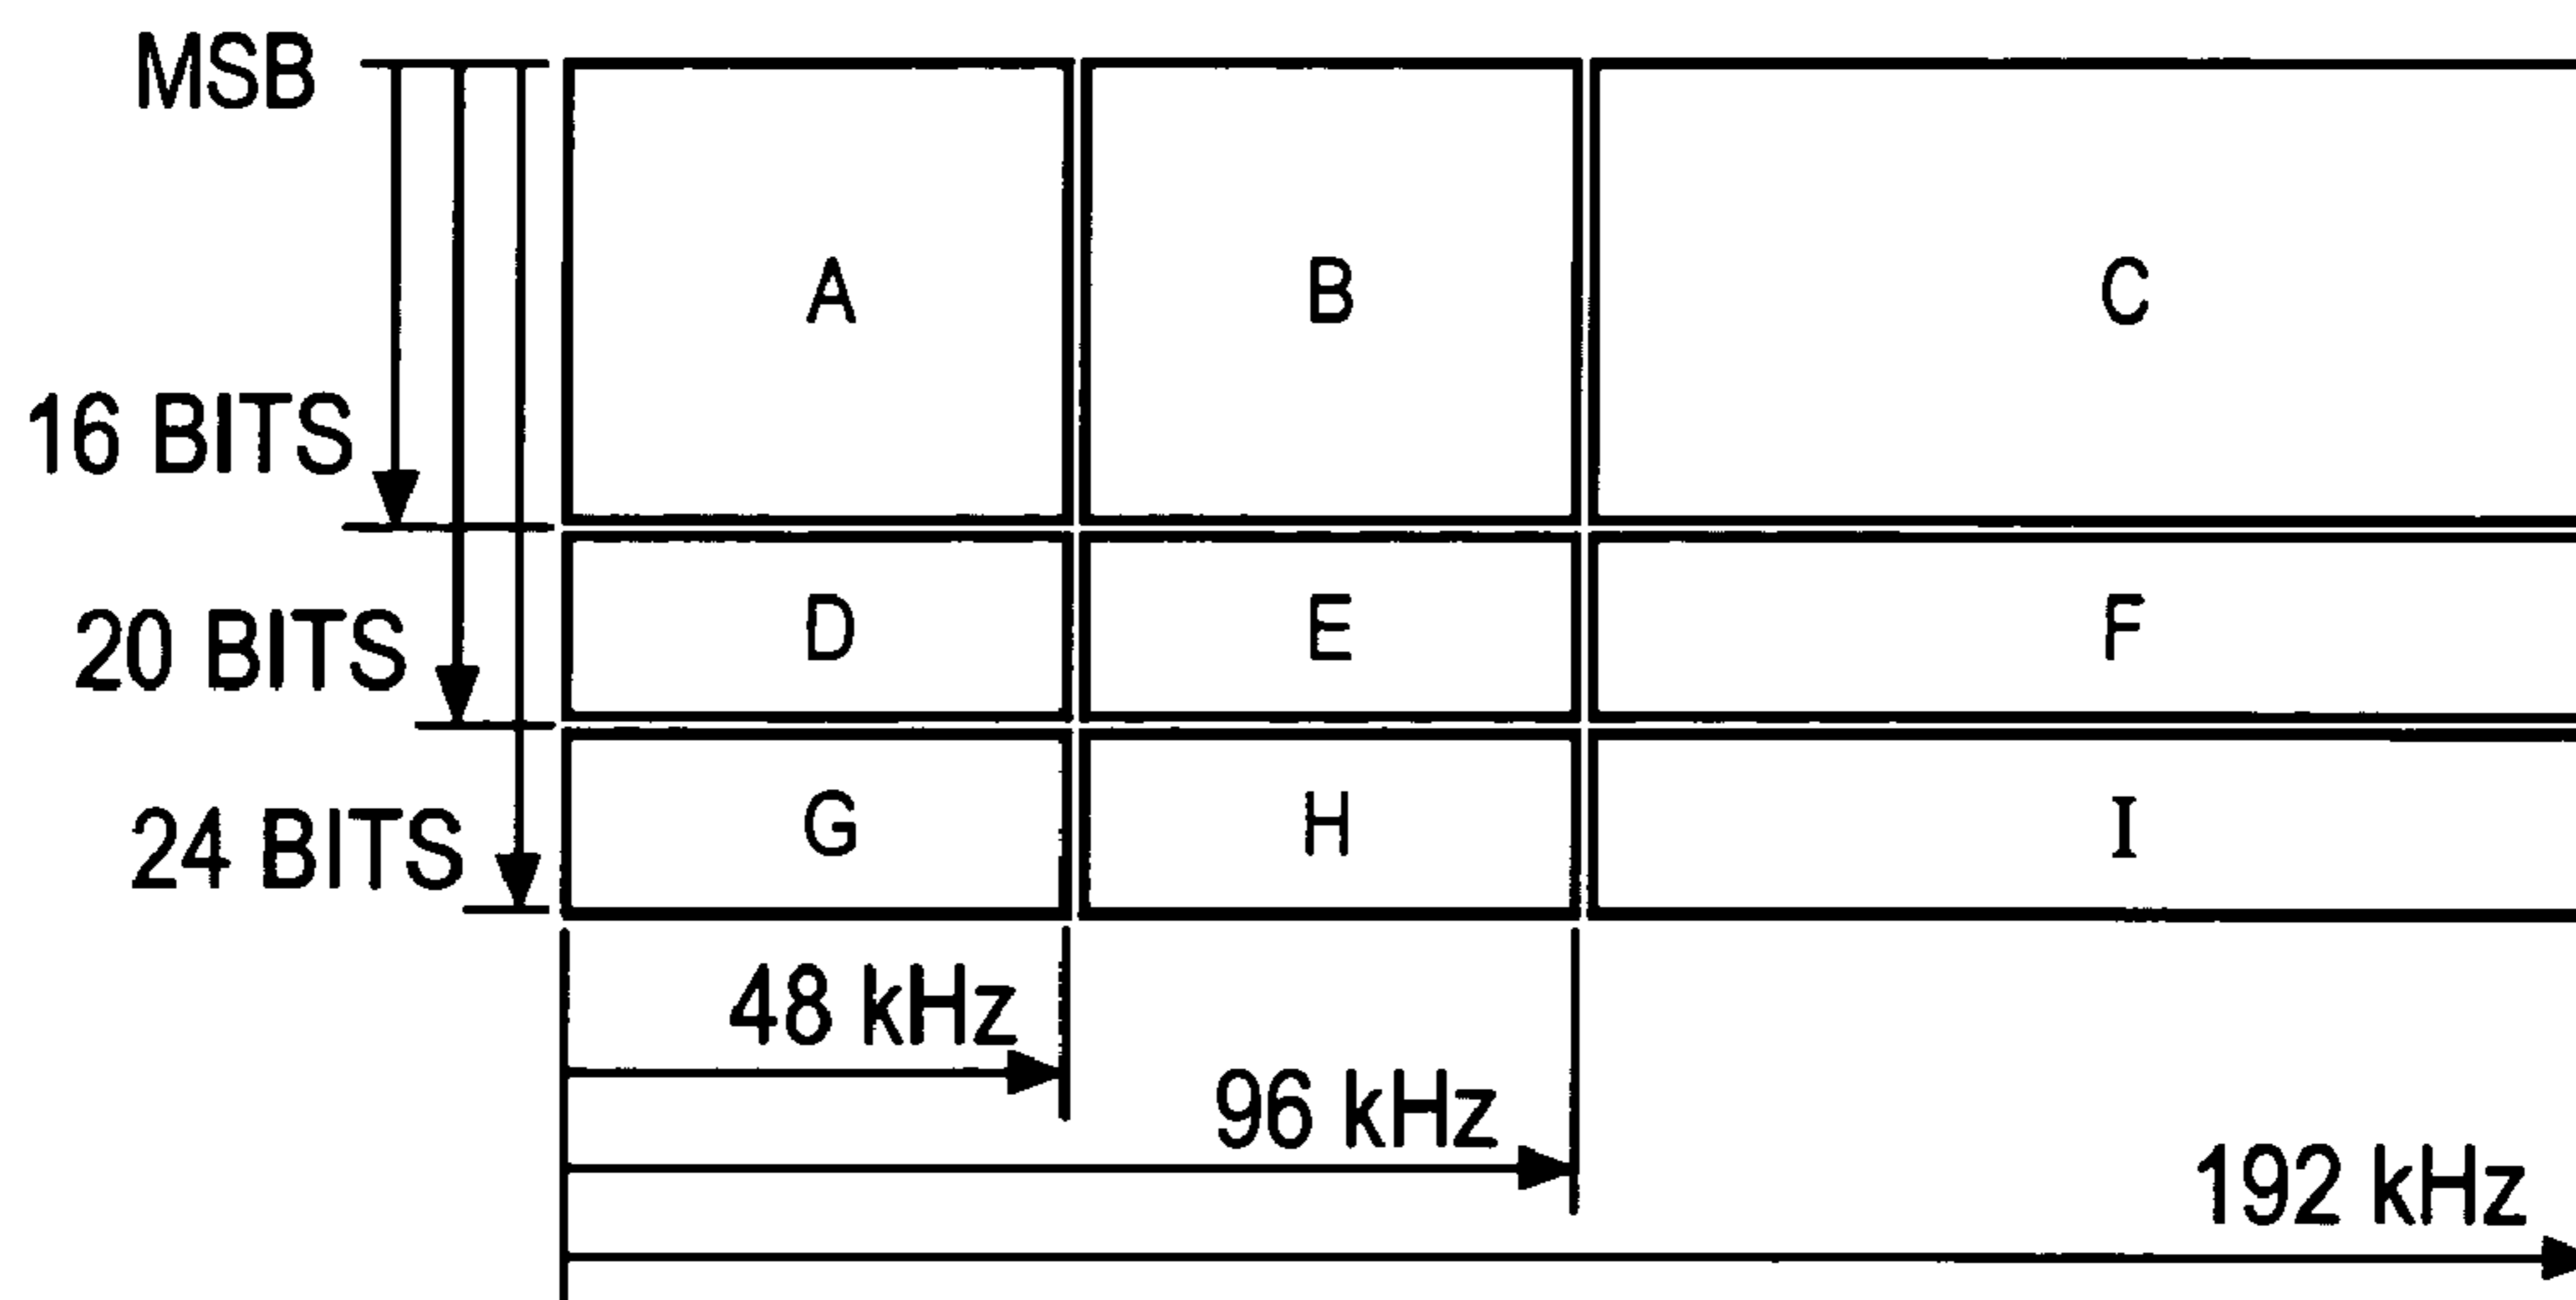 MSB
A B C
16 BITS
D E F
20 BITS
G H I
24 BITS
48 kHz
96 kHz
192 kHz